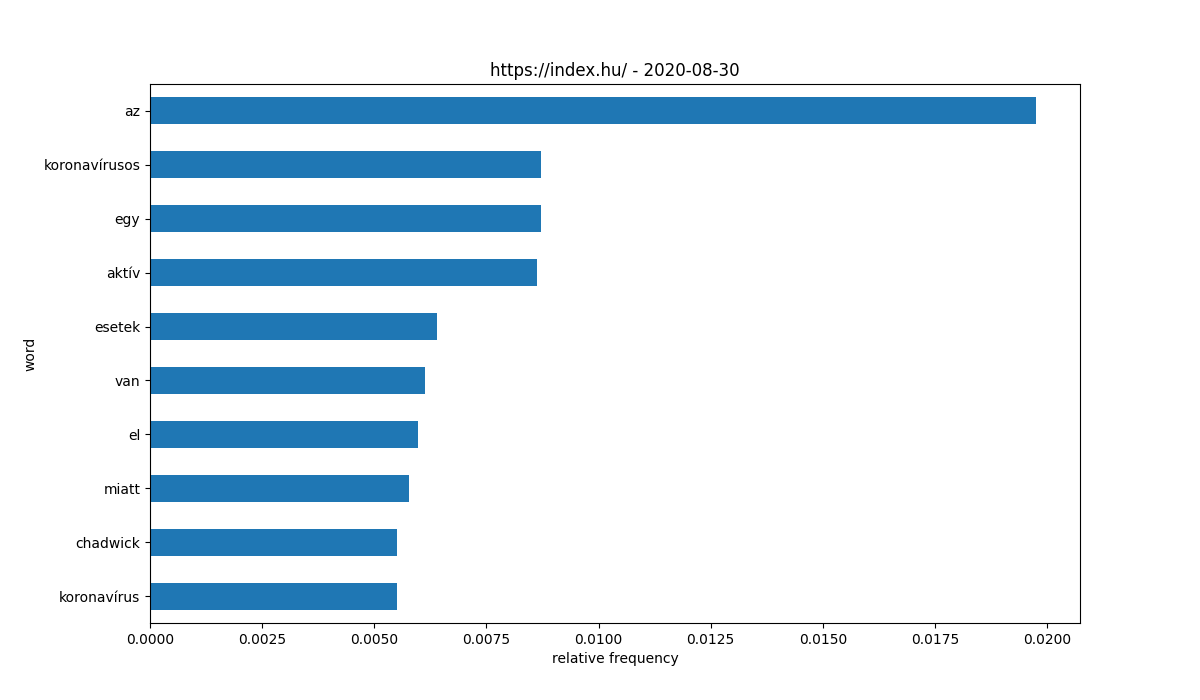 https://index.hu/ - 2020-08-30
az
koronavírusos
egy
aktív
esetek
van
el
miatt
chadwick
koronavírus
word
0.0000 0.0025 0.0050 0.0075 0.0100 0.0125 0.0150 0.0175 0.0200
relative frequency